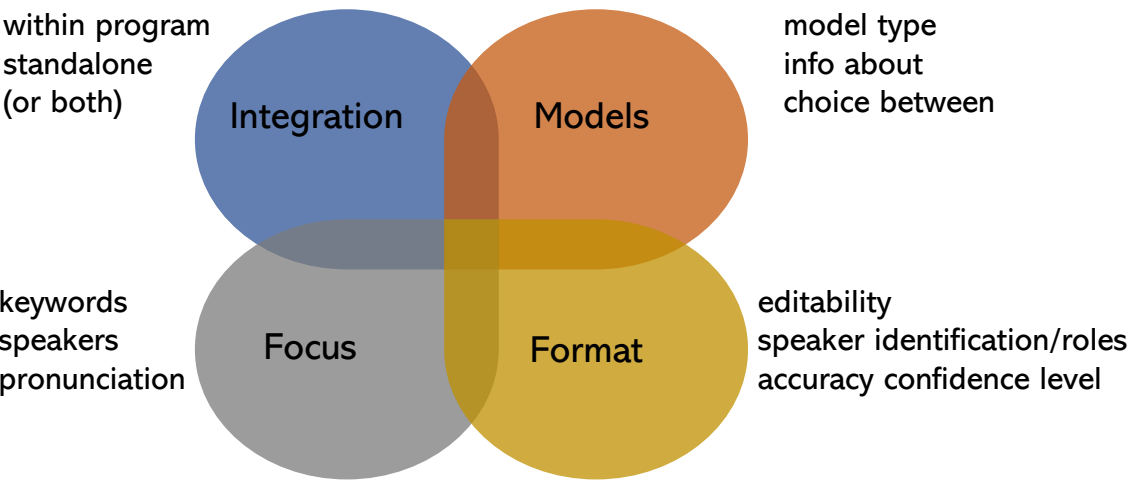 within program
standalone
(or both)
Integration
Models
model type
info about
choice between
keywords
speakers
pronunciation
Focus
Format
editability
speaker identification/roles
accuracy confidence level